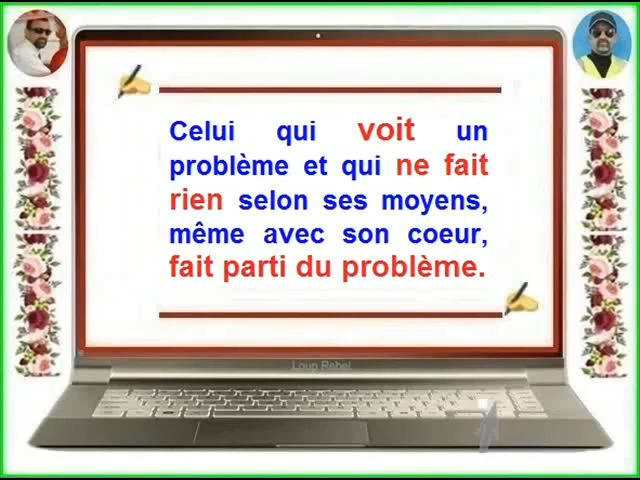 Celui qui voit un
problème et qui ne fait
rien selon ses moyens,
même avec son coeur,
fait parti du problème.
Loup Rebel